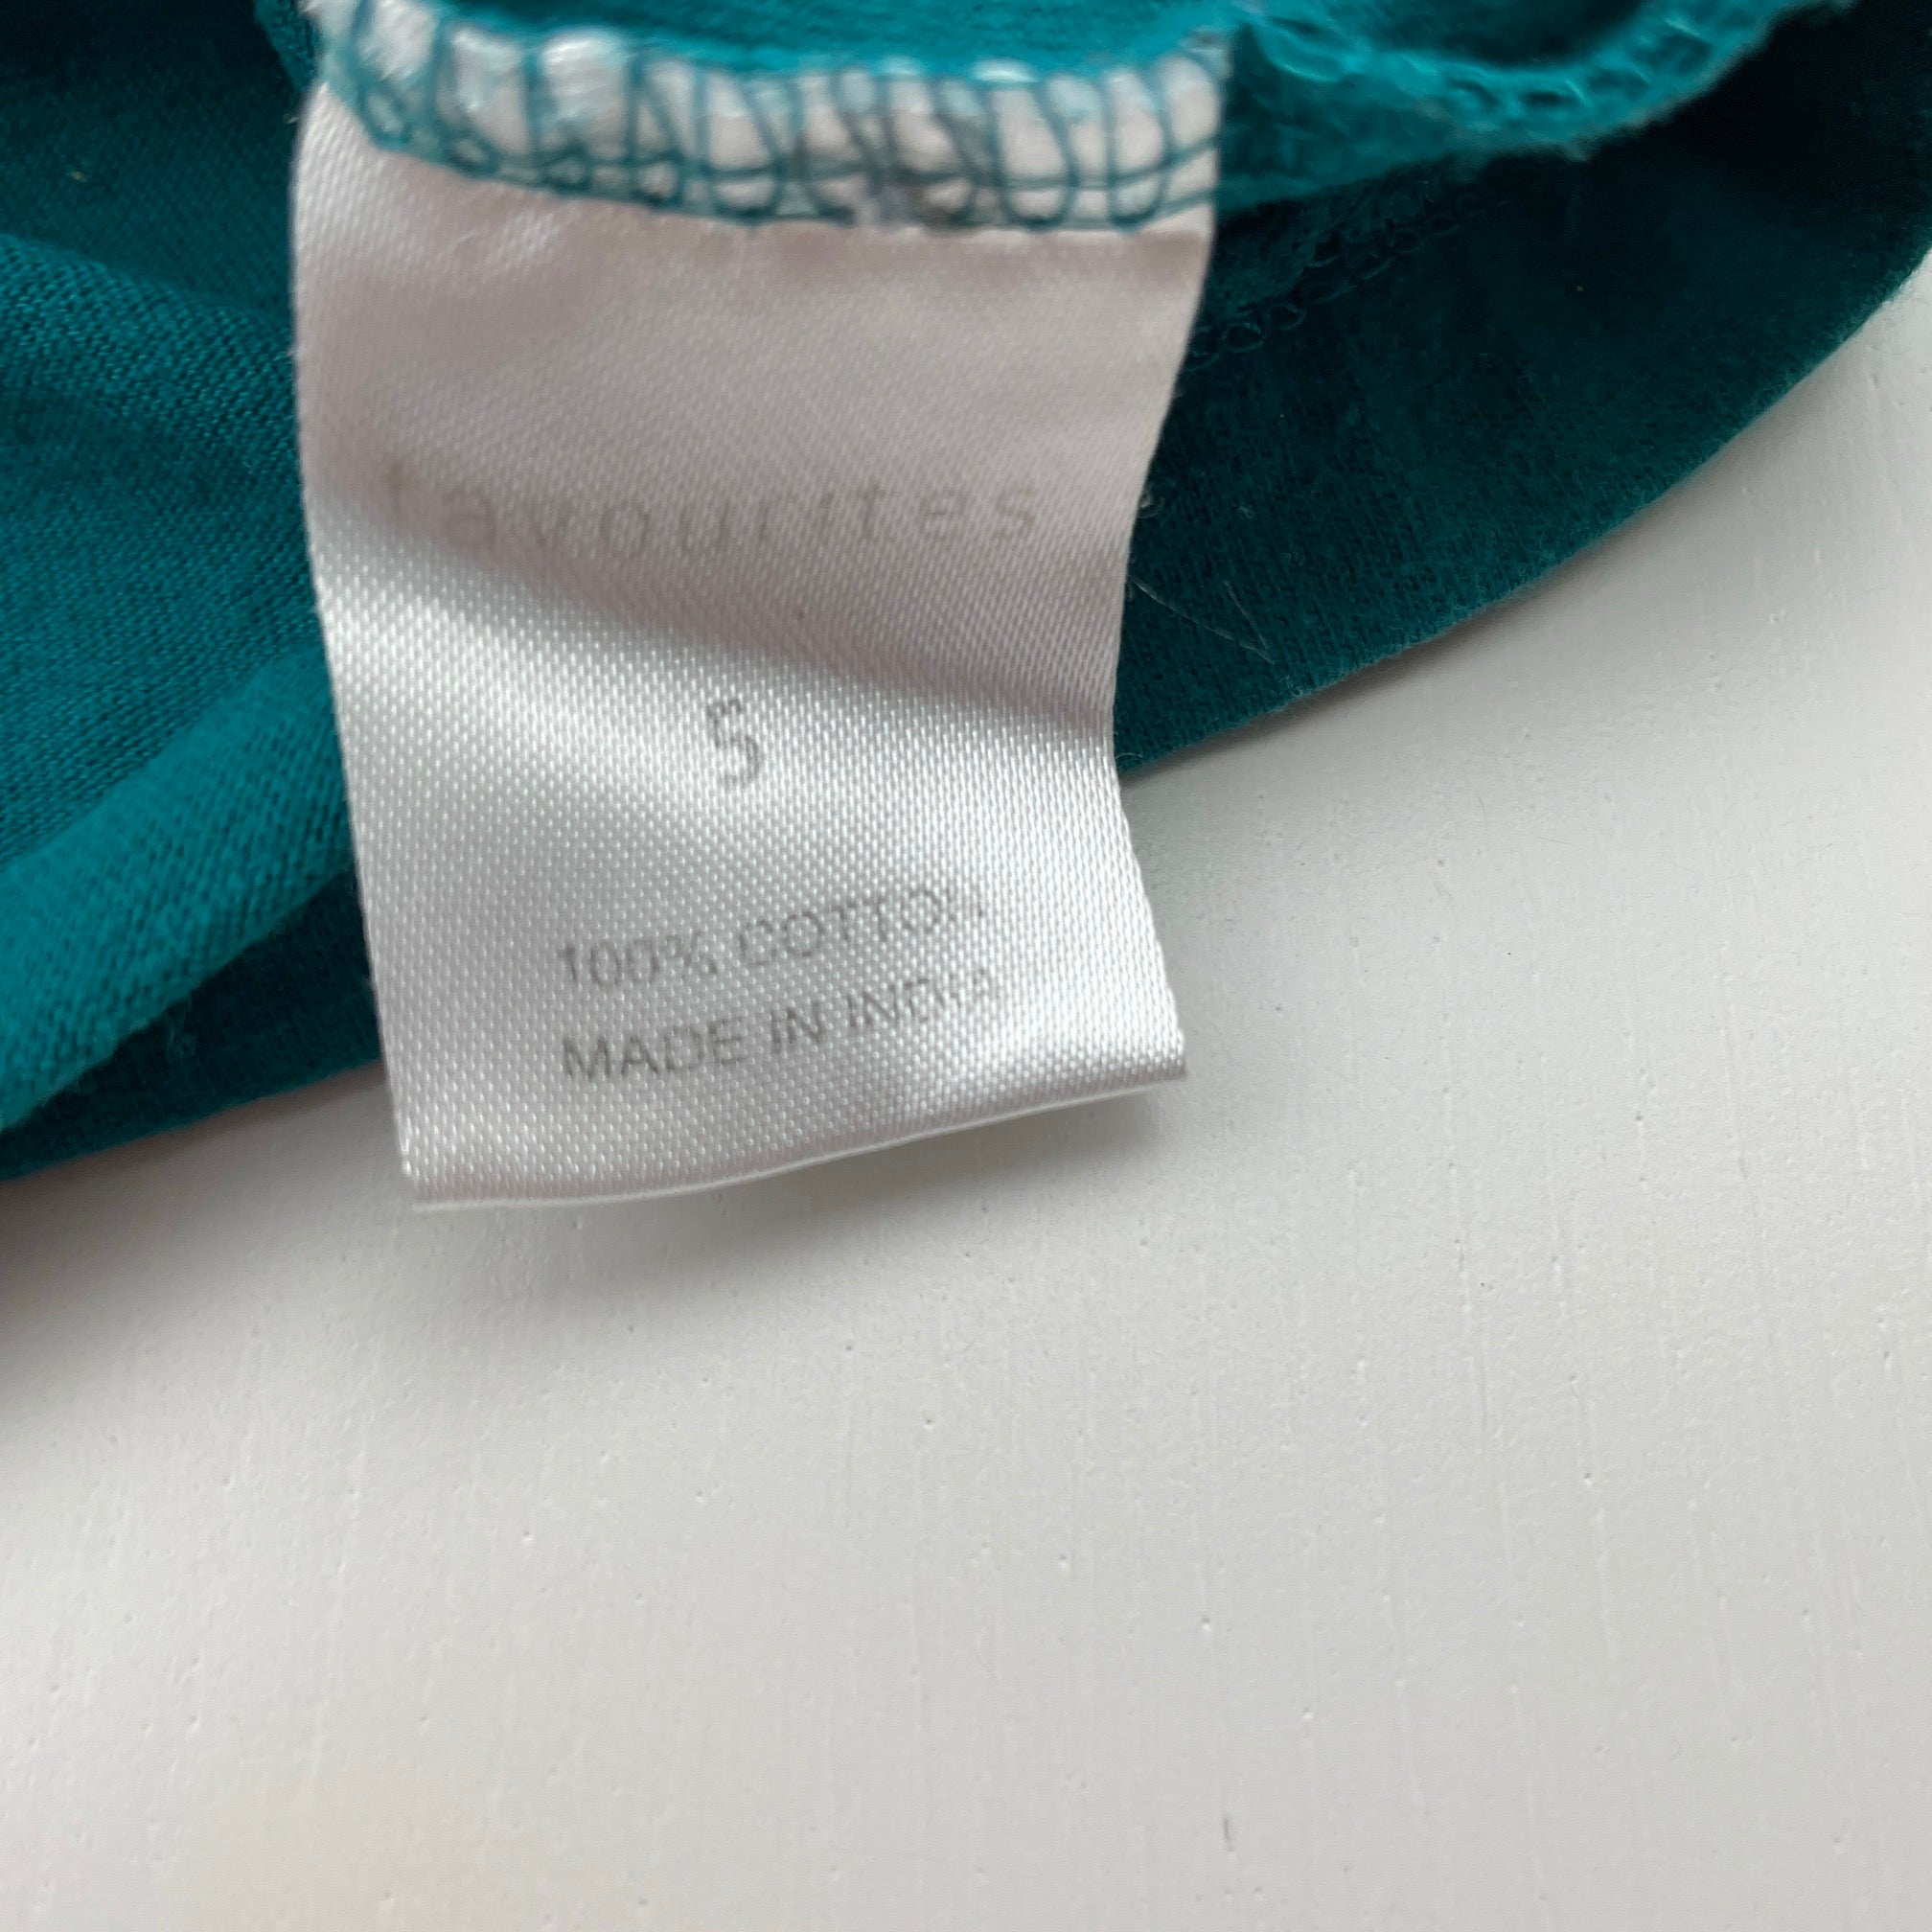 favourites
5
100% COTTON
MADE IN INDIA